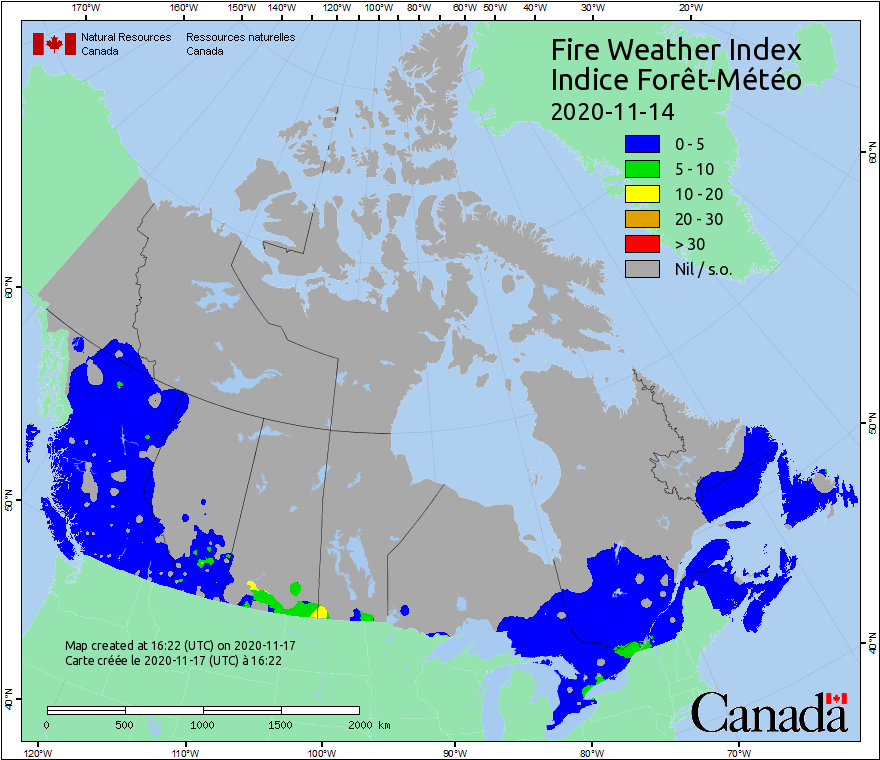 170°W 160°W 150°W 140°W 130°W 120°W 110°W 100°W 90°W 80°W 60°W 50°W 40°W 30°W 20°W
Natural Resources Canada
Ressources naturelles Canada
Fire Weather Index
Indice Forêt-Météo
2020-11-14
0 - 5
5 - 10
10 - 20
20 - 30
> 30
Nil / s.o.
60°N
60°N
50°N
50°N
40°N
40°N
Map created at 16:22 (UTC) on 2020-11-17
Carte créée le 2020-11-17 (UTC) à 16:22
0 500 1000 1500 2000 km
Canada
120°W 110°W 100°W 90°W 80°W 70°W